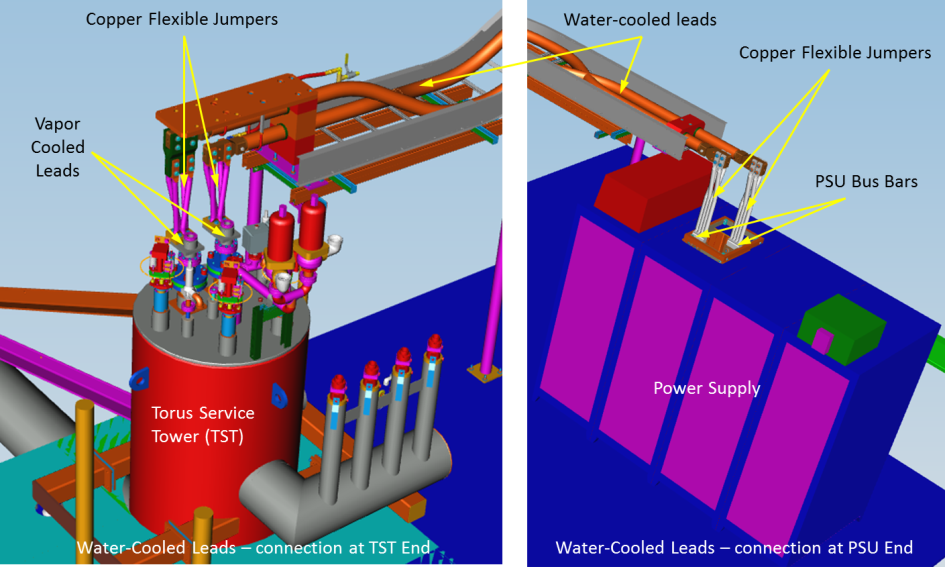 Copper Flexible Jumpers
Water-cooled leads
Copper Flexible Jumpers
Vapor
Cooled
Leads
PSU Bus Bars
Power Supply
Torus Service
Tower (TST)
Water-Cooled Leads – connection at TST End
Water-Cooled Leads – connection at PSU End